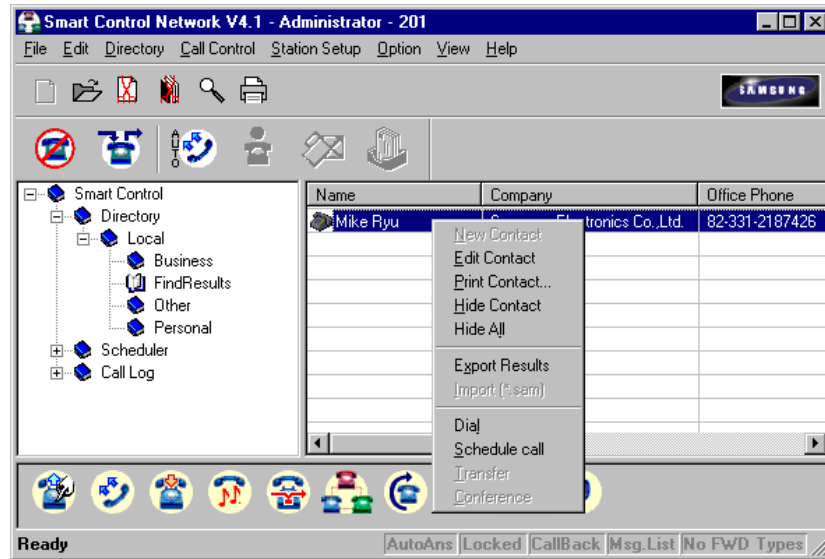 Smart Control Network V4.1 - Administrator - 201
File Edit Directory Call Control Station Setup Option View Help
SAMSUNG
AUTO
Smart Control
Directory
Local
Business
FindResults
Other
Personal
Scheduler
Call Log
Name Company Office Phone
Mike Ryu Electronics Co.,Ltd. 82-331-2187426
New Contact
Edit Contact
Print Contact...
Hide Contact
Hide All
Export Results
Import (*.sam)
Dial
Schedule call
Transfer
Conference
Ready AutoAns Locked CallBack Msg.List No FWD Types